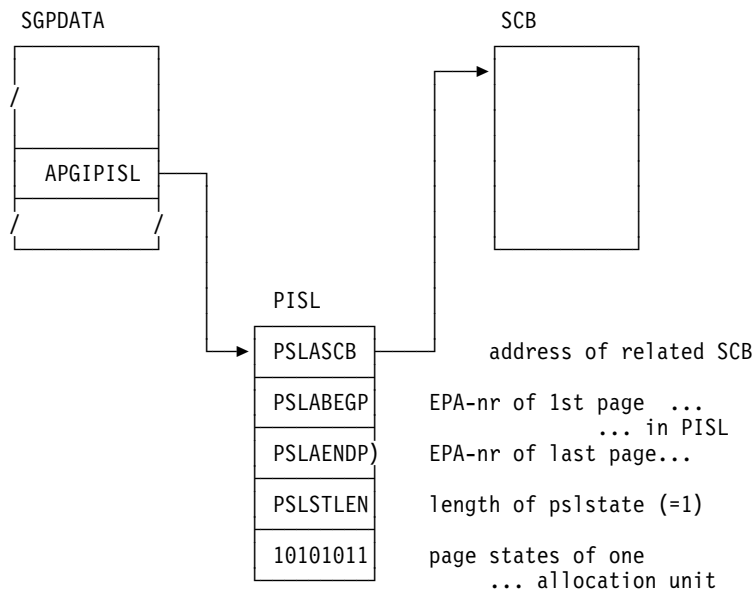 SGPDATA SCB
/
APGIPISL
/ /
PISL
PSLASCB address of related SCB
PSLABEGP EPA-nr of 1st page ...
... in PISL
PSLAENDP) EPA-nr of last page...
PSLSTLEN length of pslstate (=1)
10101011 page states of one
... allocation unit